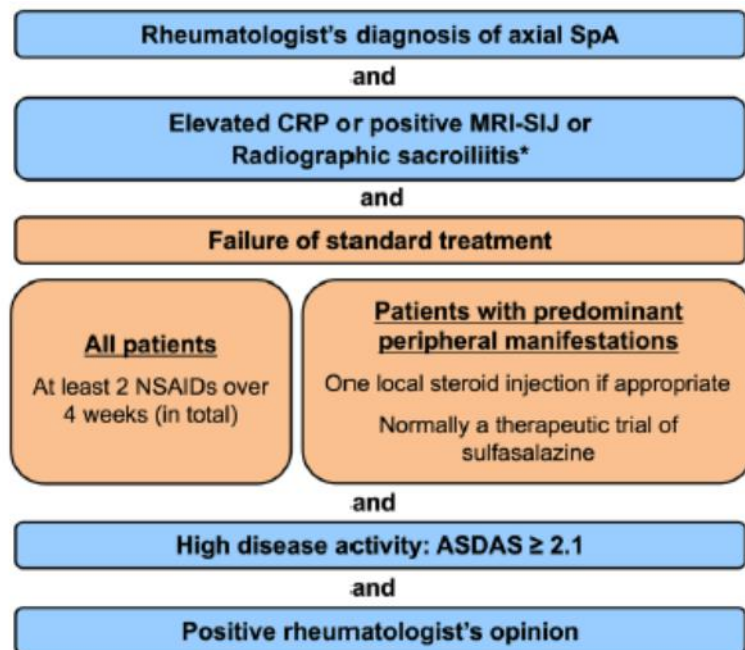 Rheumatologist's diagnosis of axial SpA
and
Elevated CRP or positive MRI-SIJ or
Radiographic sacroiliitis*
and
Failure of standard treatment
All patients
At least 2 NSAIDs over
4 weeks (in total)
Patients with predominant
peripheral manifestations
One local steroid injection if appropriate
Normally a therapeutic trial of
sulfasalazine
and
High disease activity: ASDAS ≥ 2.1
and
Positive rheumatologist's opinion